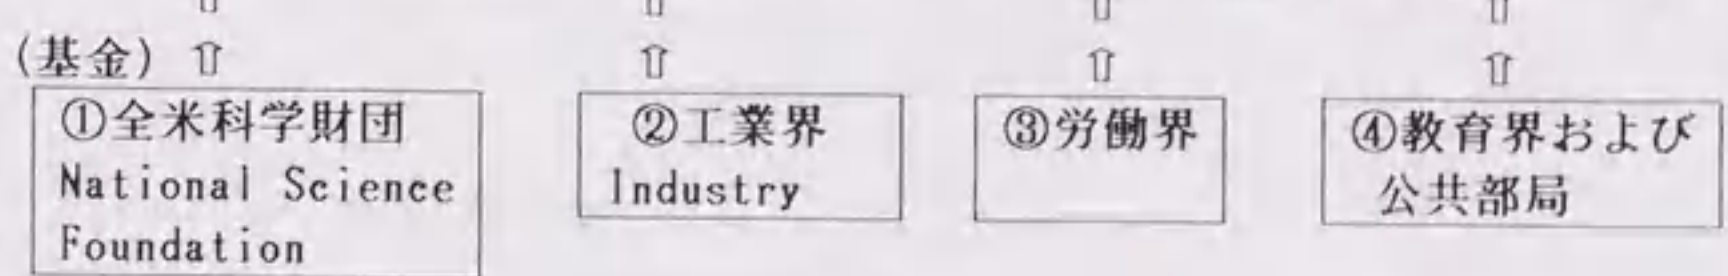 ⇧ ⇧ ⇧ ⇧
(基金) ⇧ ⇧ ⇧ ⇧
①全米科学財団
National Science
Foundation
②工業界
Industry
③労働界
④教育界および
公共部局